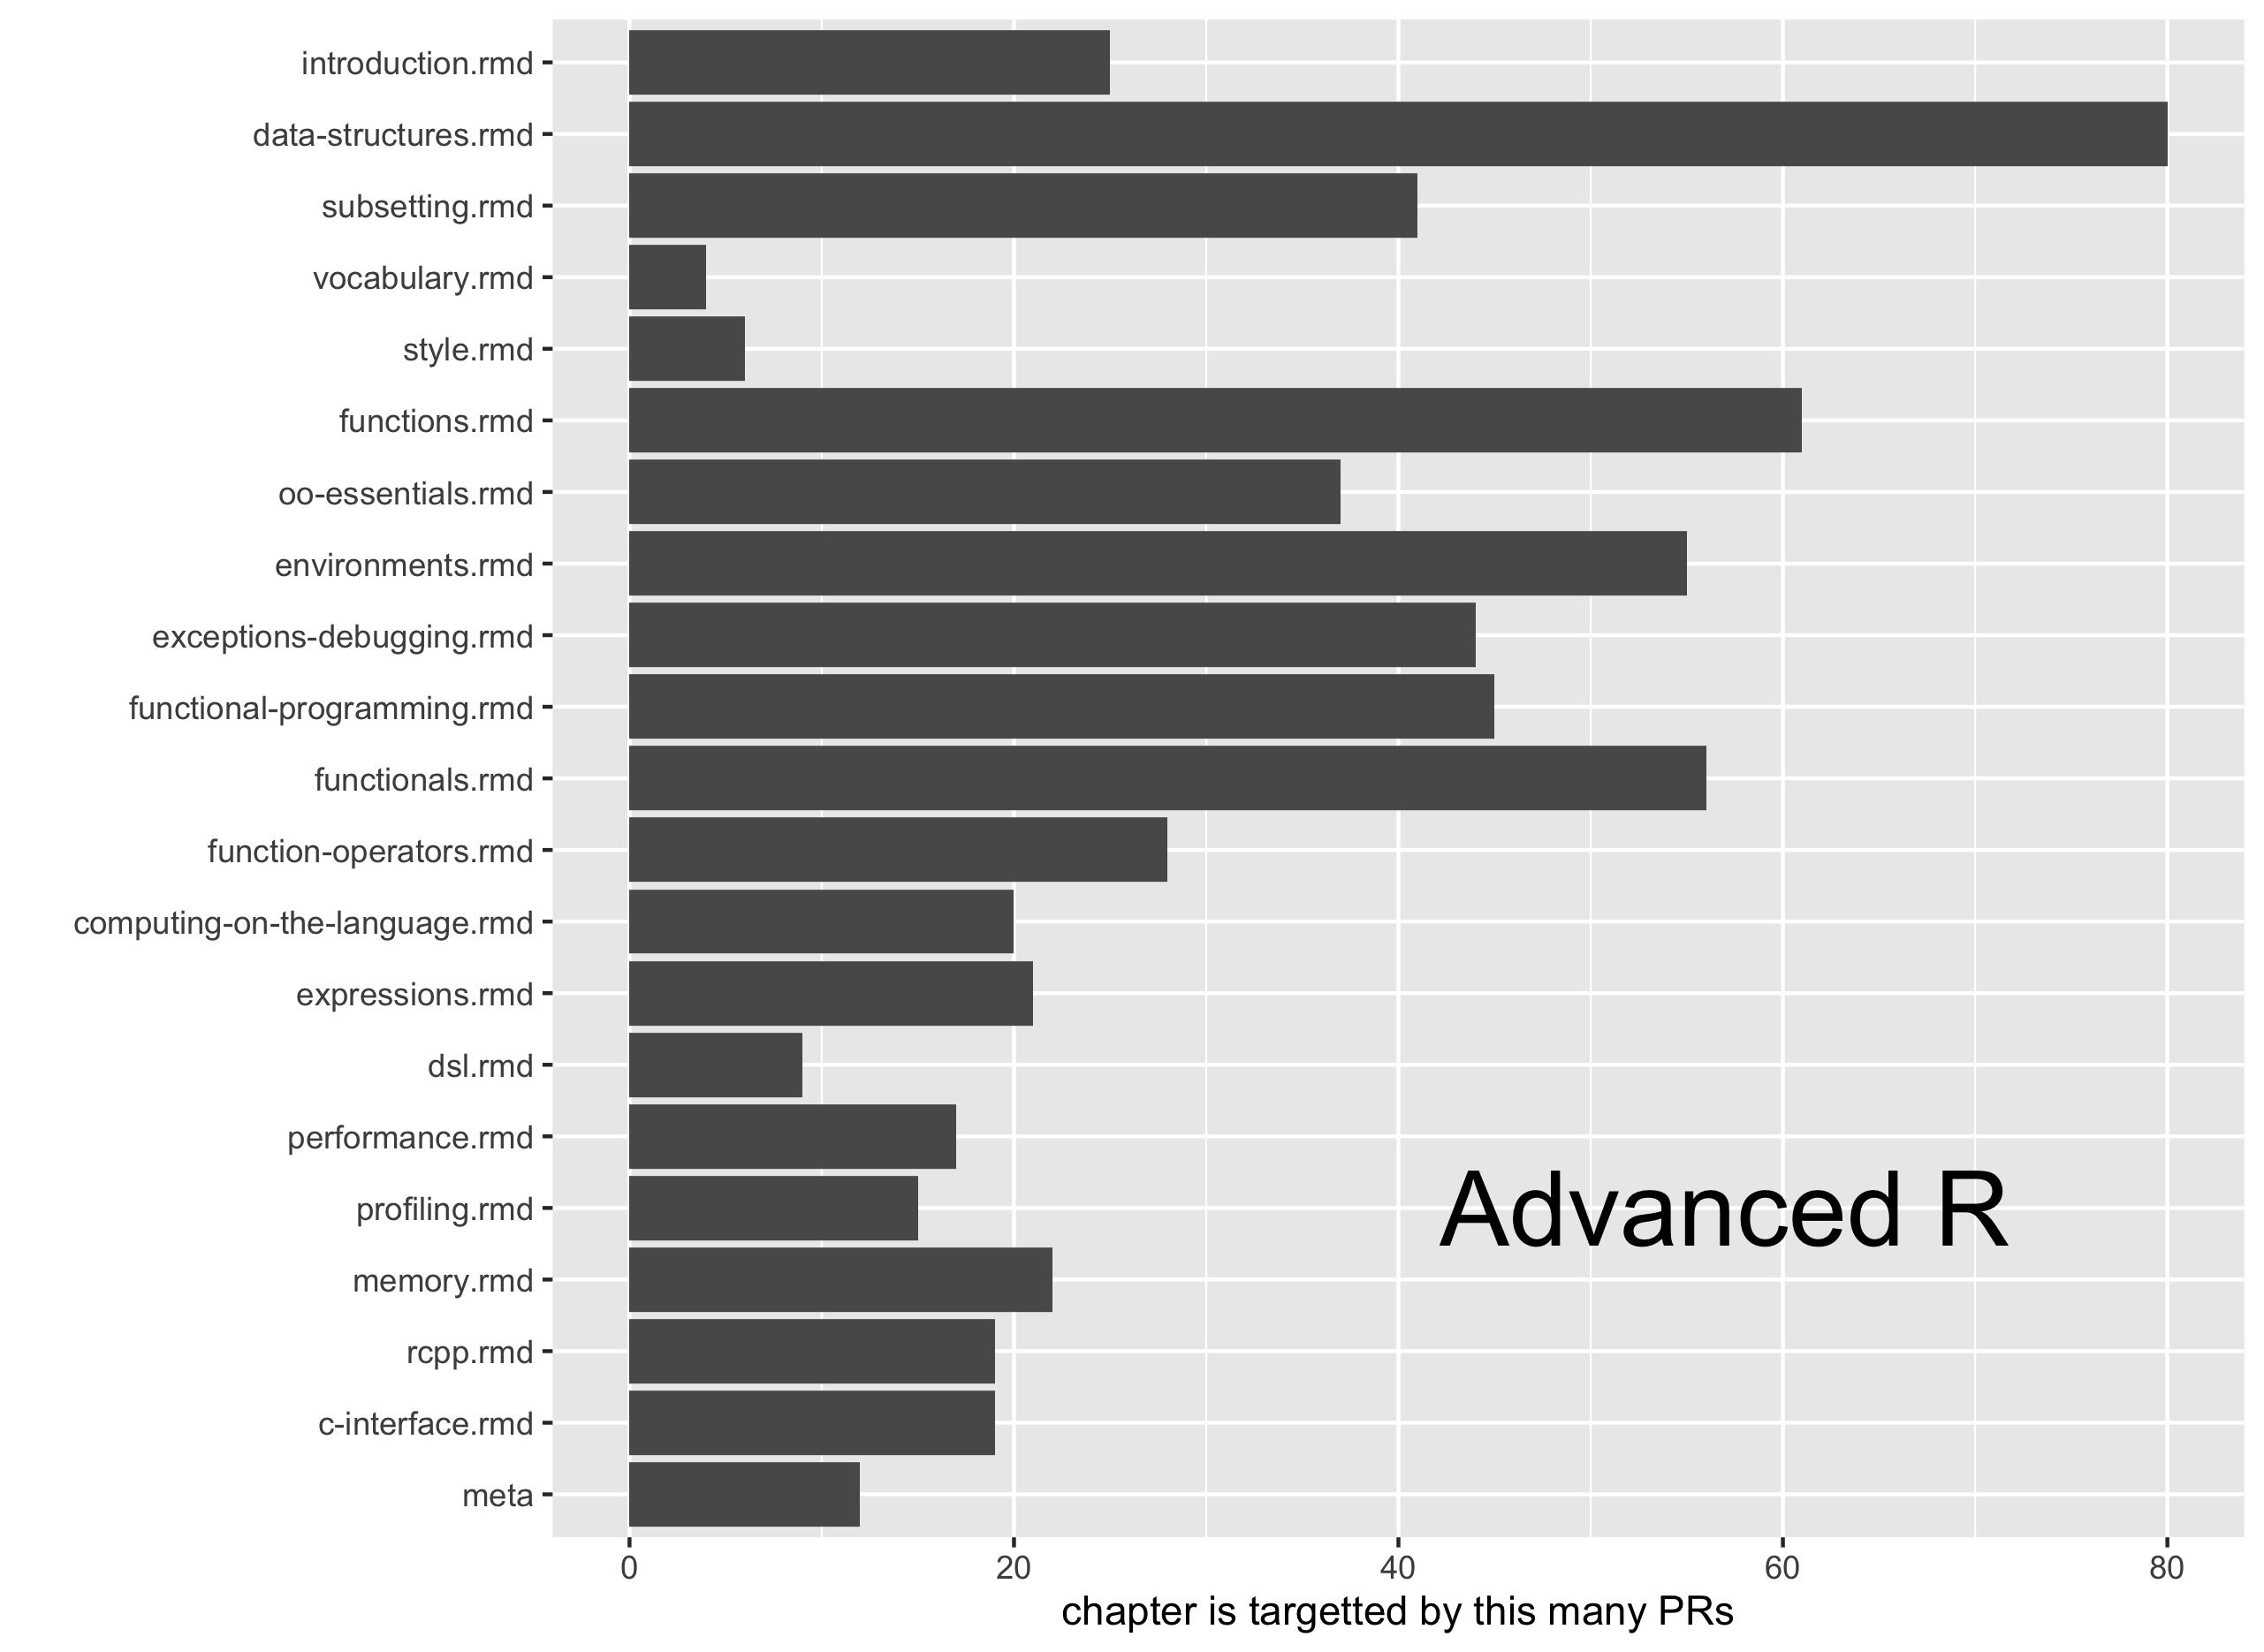 introduction.rmd
data-structures.rmd
subsetting.rmd
vocabulary.rmd
style.rmd
functions.rmd
oo-essentials.rmd
environments.rmd
exceptions-debugging.rmd
functional-programming.rmd
functionals.rmd
function-operators.rmd
computing-on-the-language.rmd
expressions.rmd
dsl.rmd
performance.rmd
profiling.rmd
Advanced R
memory.rmd
rcpp.rmd
c-interface.rmd
meta
0 20 40 60 80
chapter is targetted by this many PRs